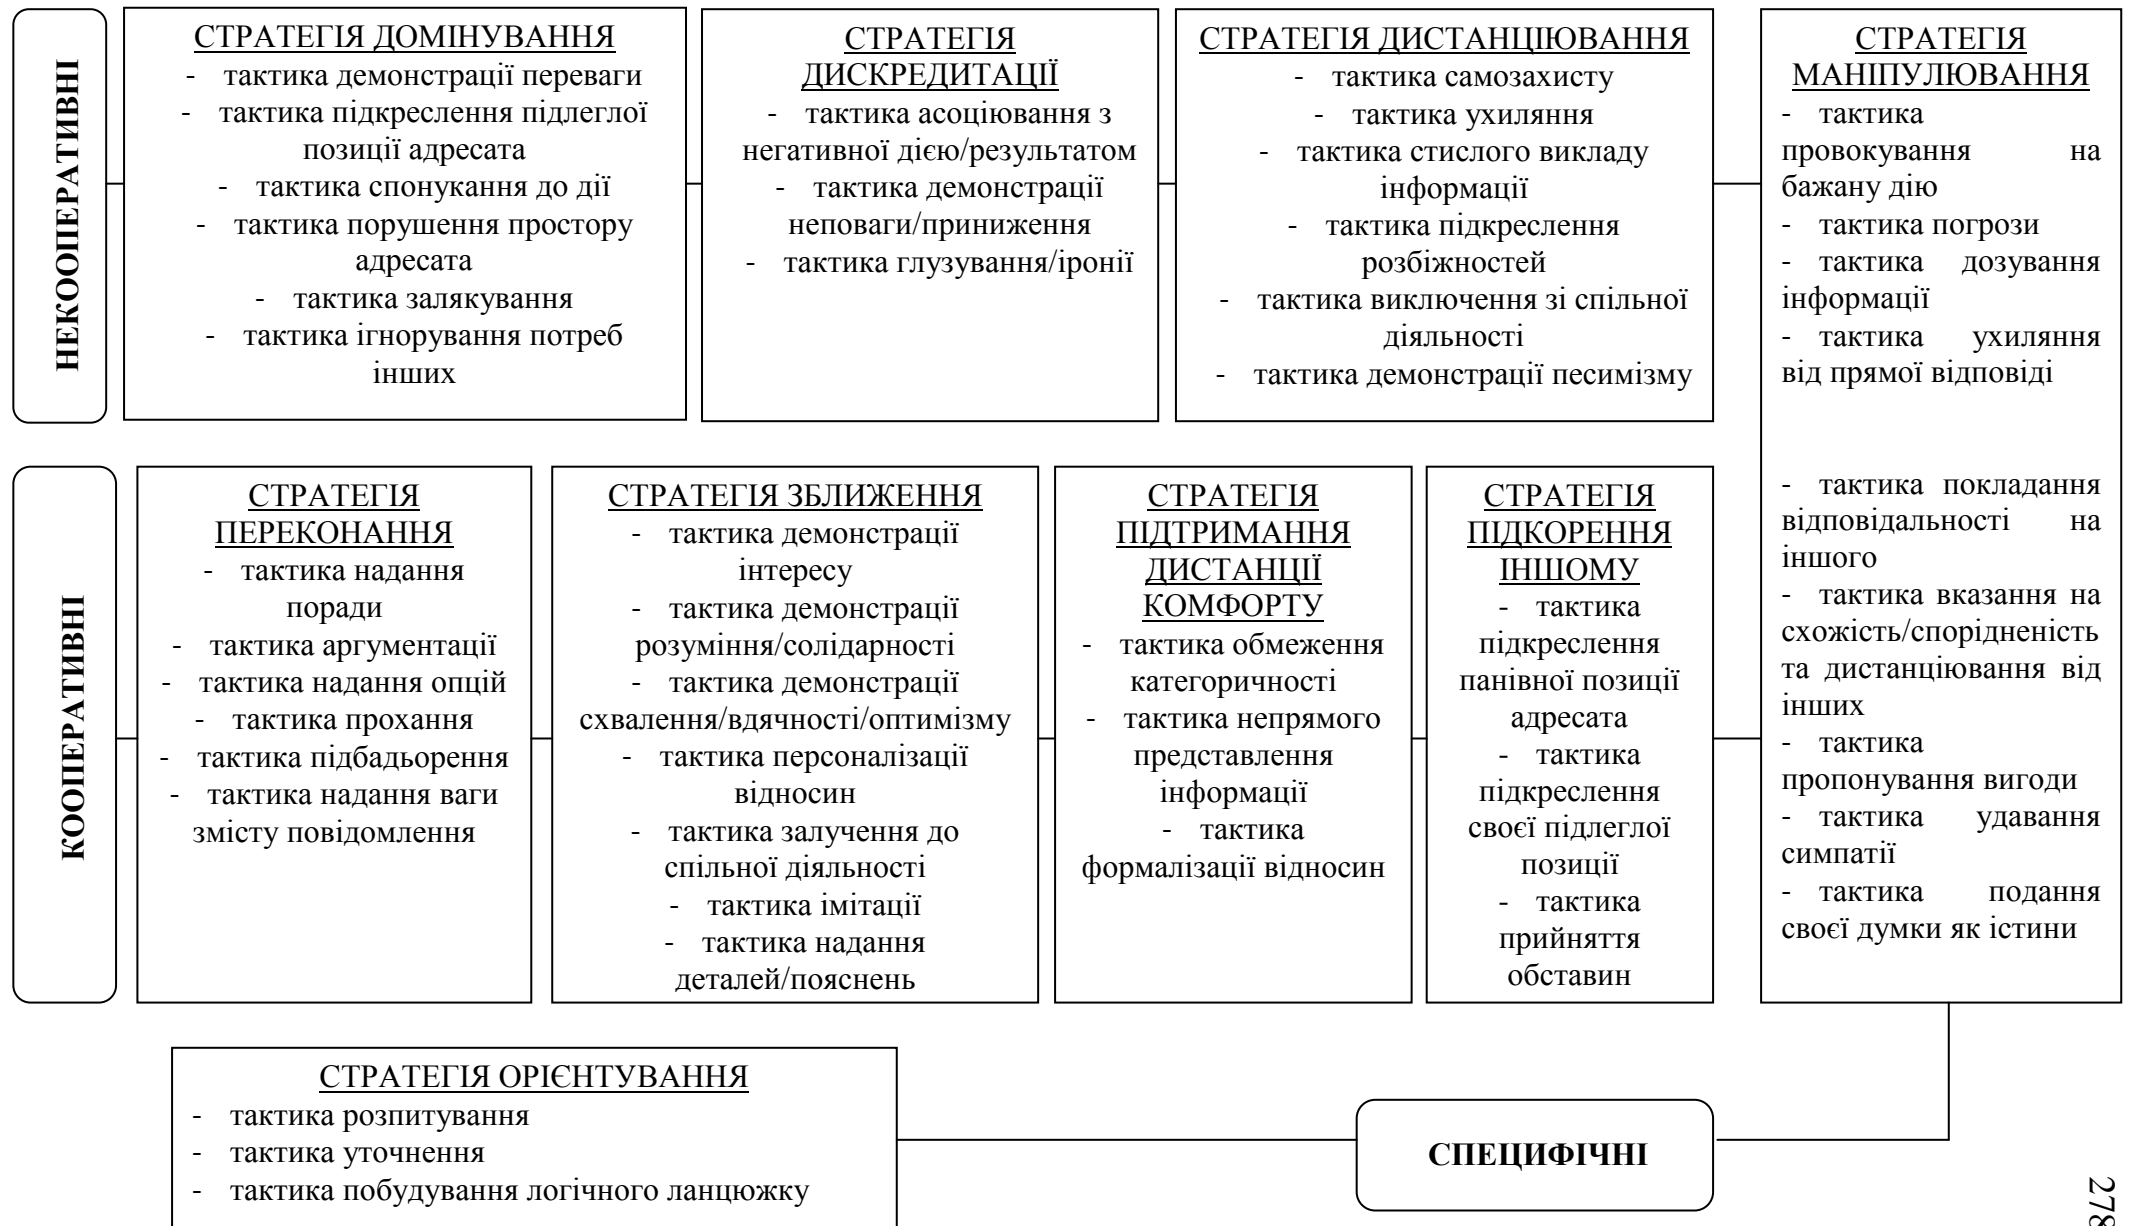 НЕКООПЕРАТИВНІ
СТРАТЕГІЯ ДОМІНУВАННЯ
- тактика демонстрації переваги
- тактика підкреслення підлеглої
позиції адресата
- тактика спонукання до дії
- тактика порушення простору
адресата
- тактика залякування
- тактика ігнорування потреб
інших
СТРАТЕГІЯ
ДИСКРЕДИТАЦІЇ
- тактика асоціювання з
негативної дією/результатом
- тактика демонстрації
неповаги/приниження
- тактика глузування/іронії
СТРАТЕГІЯ ДИСТАНЦІЮВАННЯ
- тактика самозахисту
- тактика ухиляння
- тактика стислого викладу
інформації
- тактика підкреслення
розбіжностей
- тактика виключення зі спільної
діяльності
- тактика демонстрації песимізму
СТРАТЕГІЯ
МАНІПУЛЮВАННЯ
- тактика
провокування на
бажану дію
- тактика погрози
- тактика дозування
інформації
- тактика ухиляння
від прямої відповіді
- тактика покладання
відповідальності на
іншого
- тактика вказання на
схожість/спорідненість
та дистанціювання від
інших
- тактика
пропонування вигоди
- тактика удавання
симпатії
- тактика подання
своєї думки як істини
КООПЕРАТИВНІ
СТРАТЕГІЯ
ПЕРЕКОНАННЯ
- тактика надання
поради
- тактика аргументації
- тактика надання опцій
- тактика прохання
- тактика підбадьорення
- тактика надання ваги
змісту повідомлення
СТРАТЕГІЯ ЗБЛИЖЕННЯ
- тактика демонстрації
інтересу
- тактика демонстрації
розуміння/солідарності
- тактика демонстрації
схвалення/вдячності/оптимізму
- тактика персоналізації
відносин
- тактика залучення до
спільної діяльності
- тактика імітації
- тактика надання
деталей/пояснень
СТРАТЕГІЯ
ПІДТРИМАННЯ
ДИСТАНЦІЇ
КОМФОРТУ
- тактика обмеження
категоричності
- тактика непрямого
представлення
інформації
- тактика
формалізації відносин
СТРАТЕГІЯ
ПІДКОРЕННЯ
ІНШОМУ
- тактика
підкреслення
панівної позиції
адресата
- тактика
підкреслення
своєї підлеглої
позиції
- тактика
прийняття
обставин
СТРАТЕГІЯ ОРІЄНТУВАННЯ
- тактика розпитування
- тактика уточнення
- тактика побудування логічного ланцюжку
СПЕЦИФІЧНІ
278